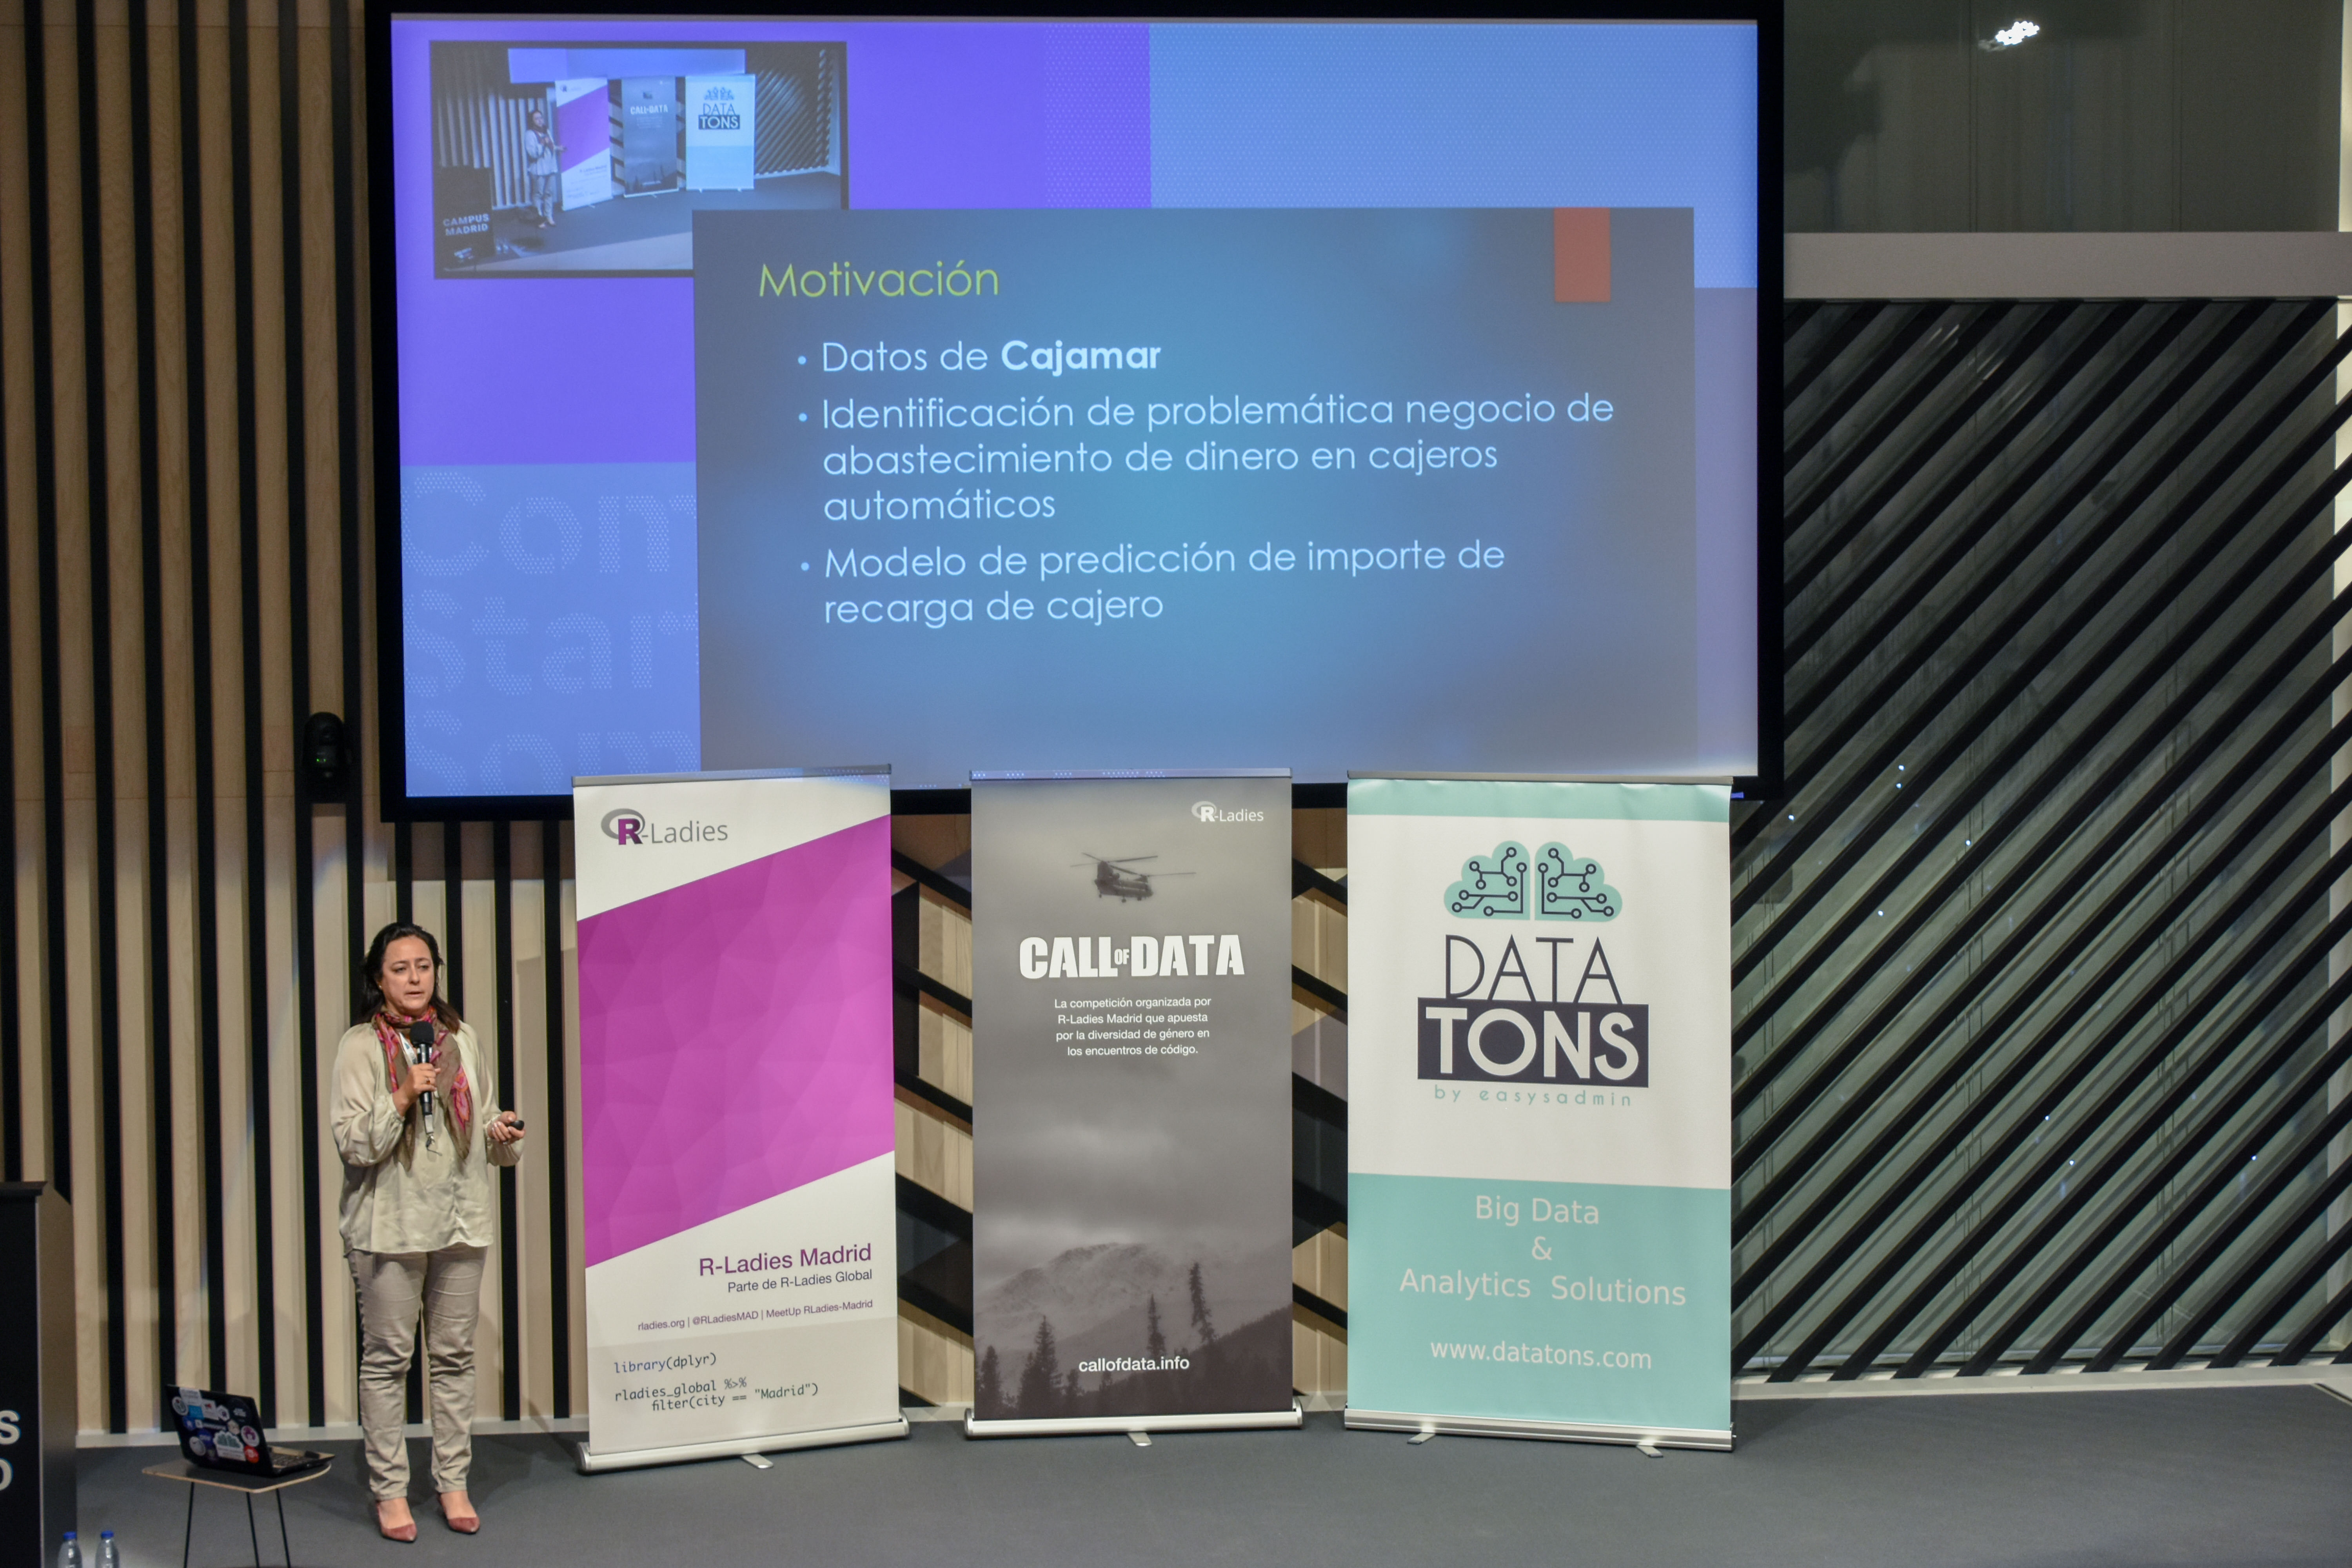 CALL OF DATA
DATA
TONS
CAMPUS
MADRID
Motivación
• Datos de Cajamar
• Identificación de problemática negocio de
abastecimiento de dinero en cajeros
automáticos
• Modelo de predicción de importe de
recarga de cajero
Com
Star
Som
R-Ladies
R-Ladies Madrid
Parte de R-Ladies Global
rladies.org | @RLadiesMAD | MeetUp RLadies-Madrid
library(dplyr)
rladies_global %>%
filter(city == "Madrid")
R-Ladies
CALL OF DATA
La competición organizada por
R-Ladies Madrid que apuesta
por la diversidad de género en
los encuentros de código.
callofdata.info
DATA
TONS
by easysadmin
Big Data
&
Analytics Solutions
www.datatons.com
S
D